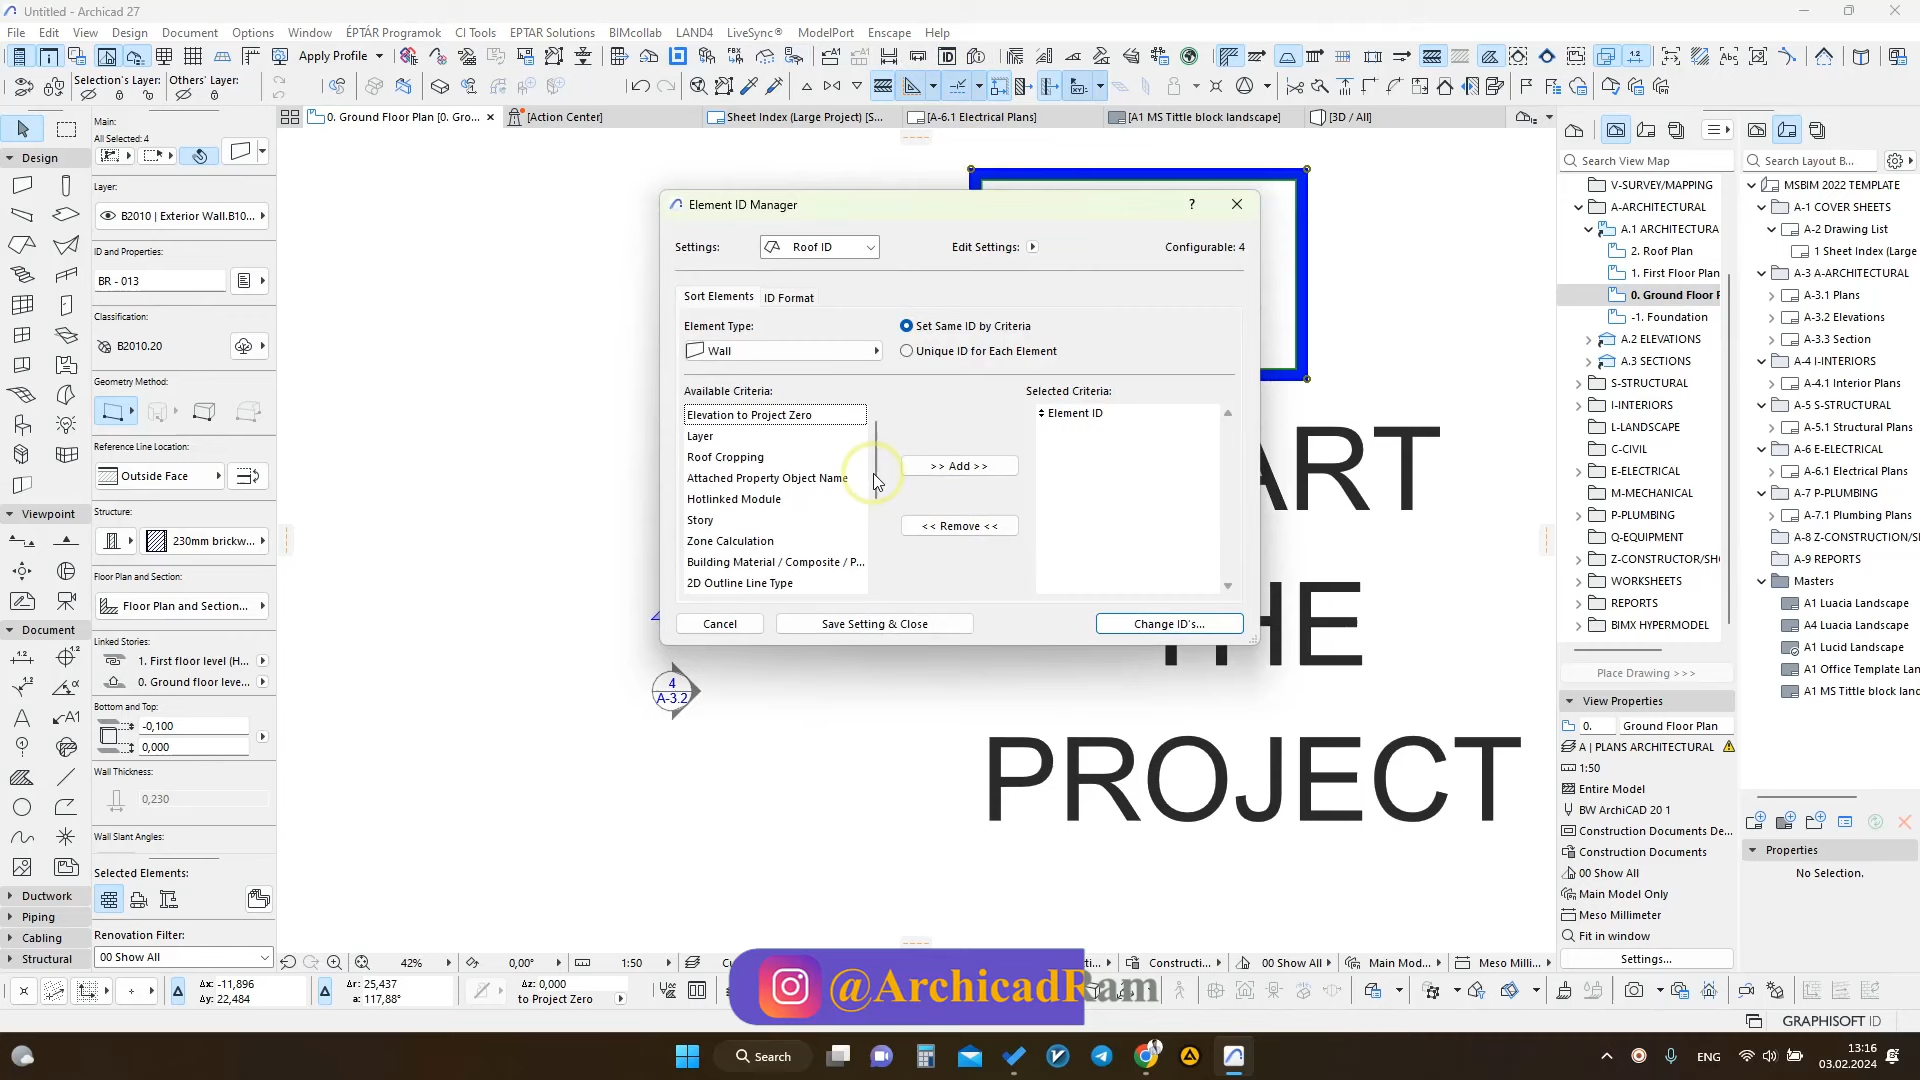 Untitled - Archicad 27
File Edit View Design Document Options Window ÉPTÁR Programok CI Tools EPTAR Solutions BIMcollab LAND4 LiveSync® ModelPort Enscape Help
Apply Profile
Selection's Layer: Others' Layer:
0. Ground Floor Plan [0. Gro... [Action Center] Sheet Index (Large Project) [S... [A-6.1 Electrical Plans] [A1 MS Tittle block landscape] [3D / All]
Main:
All Selected: 4
Design
Layer:
B2010 | Exterior Wall.B10...
ID and Properties:
BR - 013
Classification:
B2010.20
Geometry Method:
Reference Line Location:
Outside Face
Viewpoint
Structure:
230mm brickw...
Floor Plan and Section:
Floor Plan and Section...
Document
Linked Stories:
1. First floor level (H...
0. Ground floor leve...
Bottom and Top:
-0,100
0,000
Wall Thickness:
0,230
Wall Slant Angles:
Selected Elements:
Ductwork
Piping
Cabling
Structural
Renovation Filter:
00 Show All
Element ID Manager
Settings: Roof ID Edit Settings: Configurable: 4
Sort Elements ID Format
Element Type:
Wall
Set Same ID by Criteria
Unique ID for Each Element
Available Criteria:
Elevation to Project Zero
Layer
Roof Cropping
Attached Property Object Name
Hotlinked Module
Story
Zone Calculation
Building Material / Composite / P...
2D Outline Line Type
>> Add >>
<< Remove <<
Selected Criteria:
Element ID
Cancel Save Setting & Close Change ID's...
ART
THE
PROJECT
4
A-3.2
Search View Map
V-SURVEY/MAPPING
A-ARCHITECTURAL
A.1 ARCHITECTURA
2. Roof Plan
1. First Floor Plan
0. Ground Floor F
-1. Foundation
A.2 ELEVATIONS
A.3 SECTIONS
S-STRUCTURAL
I-INTERIORS
L-LANDSCAPE
C-CIVIL
E-ELECTRICAL
M-MECHANICAL
P-PLUMBING
Q-EQUIPMENT
Z-CONSTRUCTOR/SHO
WORKSHEETS
REPORTS
BIMX HYPERMODEL
Place Drawing >>>
View Properties
0. Ground Floor Plan
A | PLANS ARCHITECTURAL
1:50
Entire Model
BW ArchiCAD 20 1
Construction Documents De...
Construction Documents
00 Show All
Main Model Only
Meso Millimeter
Fit in window
Settings...
Search Layout B...
MSBIM 2022 TEMPLATE
A-1 COVER SHEETS
A-2 Drawing List
1 Sheet Index (Large
A-3 A-ARCHITECTURAL
A-3.1 Plans
A-3.2 Elevations
A-3.3 Section
A-4 I-INTERIORS
A-4.1 Interior Plans
A-5 S-STRUCTURAL
A-5.1 Structural Plans
A-6 E-ELECTRICAL
A-6.1 Electrical Plans
A-7 P-PLUMBING
A-7.1 Plumbing Plans
A-8 Z-CONSTRUCTION/S
A-9 REPORTS
Masters
A1 Luacia Landscape
A4 Luacia Landscape
A1 Lucid Landscape
A1 Office Template Lan
A1 MS Tittle block land
Properties
No Selection.
42% 0,00° 1:50 Constructi... 00 Show All Main Mod... Meso Milli...
Δx: -11,896
Δy: 22,484
Δr: 25,437
a: 117,88°
Δz: 0,000
to Project Zero
@ArchicadRam
GRAPHISOFT ID
Search
ENG
13:16
03.02.2024